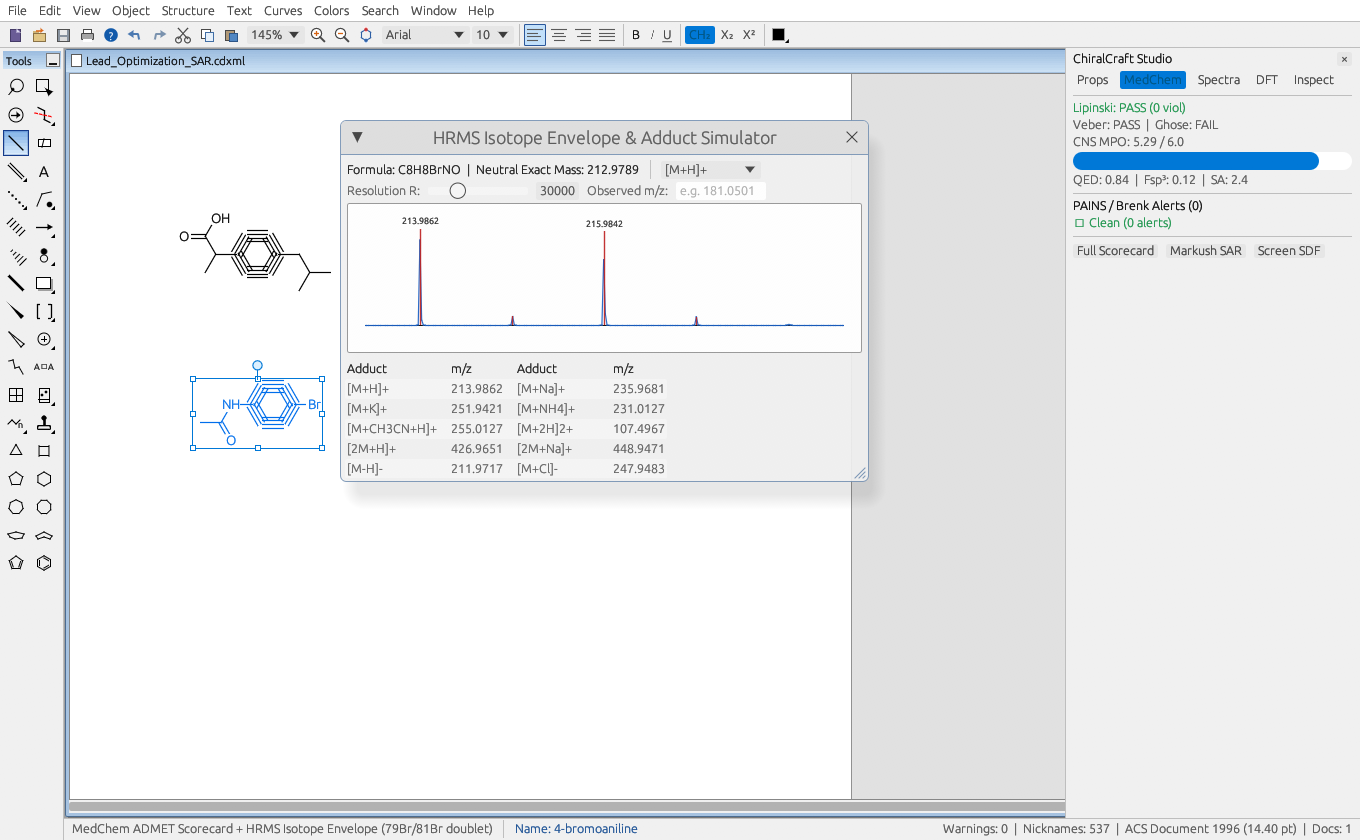 File Edit View Object Structure Text Curves Colors Search Window Help
145% Arial 10 B I U CH₂ X₂ X²
Tools
Lead_Optimization_SAR.cdxml
ChiralCraft Studio
Props MedChem Spectra DFT Inspect
Lipinski: PASS (0 viol)
Veber: PASS | Ghose: FAIL
CNS MPO: 5.29 / 6.0
QED: 0.84 | Fsp³: 0.12 | SA: 2.4
PAINS / Brenk Alerts (0)
Clean (0 alerts)
Full Scorecard Markush SAR Screen SDF
A
OH
O
NH
Br
O
HRMS Isotope Envelope & Adduct Simulator
Formula: C8H8BrNO | Neutral Exact Mass: 212.9789 [M+H]+
Resolution R: 30000 Observed m/z: e.g. 181.0501
213.9862
215.9842
Adduct m/z Adduct m/z
[M+H]+ 213.9862 [M+Na]+ 235.9681
[M+K]+ 251.9421 [M+NH4]+ 231.0127
[M+CH3CN+H]+ 255.0127 [M+2H]2+ 107.4967
[2M+H]+ 426.9651 [2M+Na]+ 448.9471
[M-H]- 211.9717 [M+Cl]- 247.9483
MedChem ADMET Scorecard + HRMS Isotope Envelope (79Br/81Br doublet) Name: 4-bromoaniline Warnings: 0 | Nicknames: 537 | ACS Document 1996 (14.40 pt) | Docs: 1